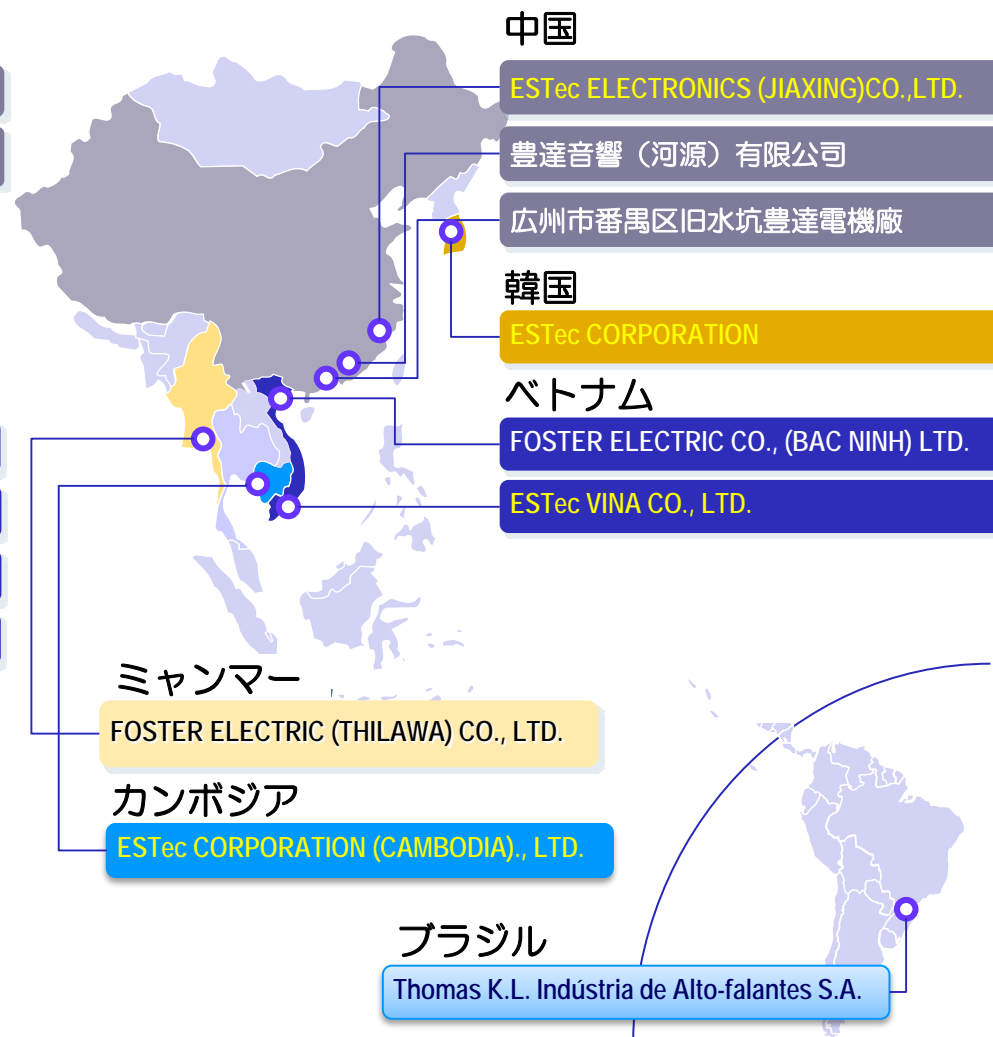 中国
ESTec ELECTRONICS (JIAXING)CO.,LTD.
豊達音響（河源）有限公司
広州市番禺区旧水坑豊達電機廠
韓国
ESTec CORPORATION
ベトナム
FOSTER ELECTRIC CO., (BAC NINH) LTD.
ESTec VINA CO., LTD.
ミャンマー
FOSTER ELECTRIC (THILAWA) CO., LTD.
カンボジア
ESTec CORPORATION (CAMBODIA)., LTD.
ブラジル
Thomas K.L. Indústria de Alto-falantes S.A.